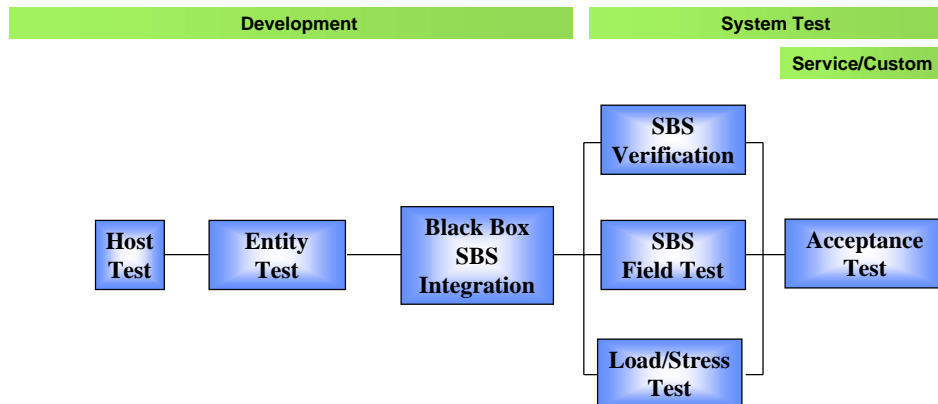 Development
System Test
Service/Custom
SBS
Verification
Host
Test
Entity
Test
Black Box
SBS
Integration
SBS
Field Test
Acceptance
Test
Load/Stress
Test